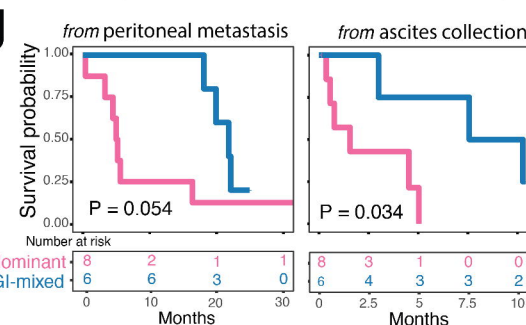 from peritoneal metastasis
from ascites collection
Survival probability
1.00
0.75
0.50
0.25
0.00
P = 0.054
P = 0.034
Number at risk
ominant 8 2 1 1
GI-mixed 6 6 3 0
8 3 1 0 0
6 4 3 3 2
0 10 20 30
0 2.5 5 7.5 10
Months
Months